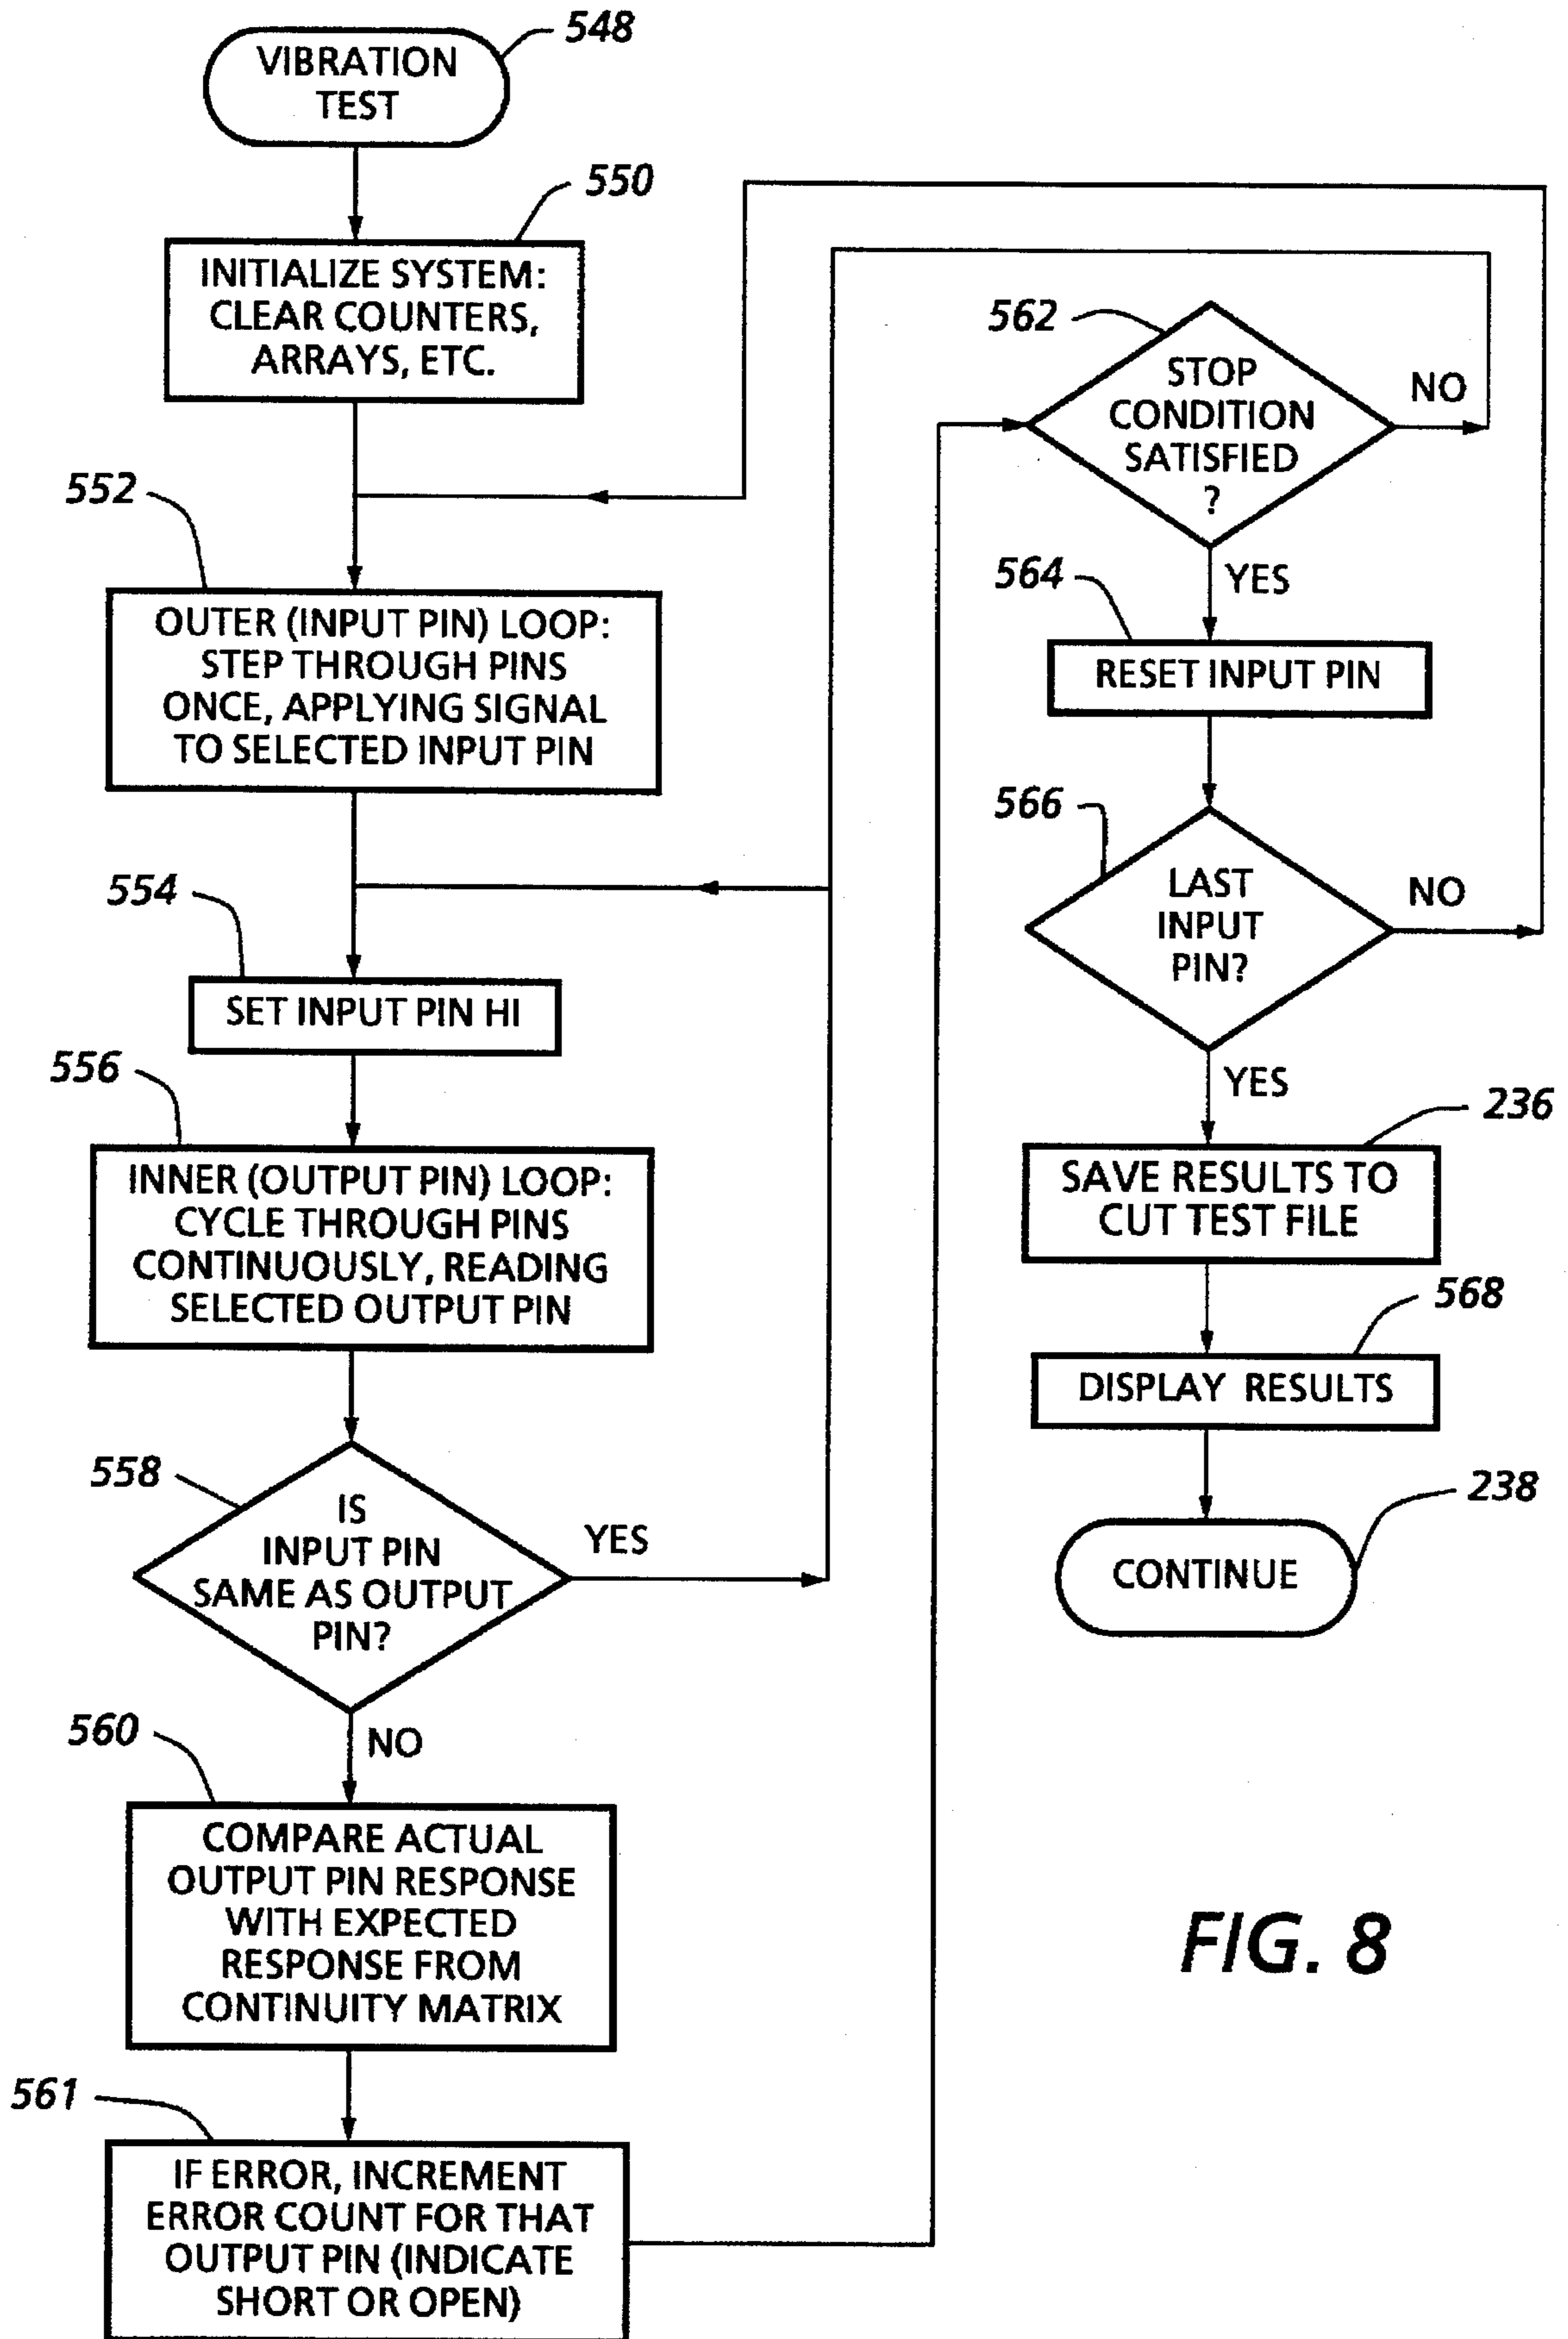 548
VIBRATION
TEST
550
INITIALIZE SYSTEM:
CLEAR COUNTERS,
ARRAYS, ETC.
552
OUTER (INPUT PIN) LOOP:
STEP THROUGH PINS
ONCE, APPLYING SIGNAL
TO SELECTED INPUT PIN
554
SET INPUT PIN HI
556
INNER (OUTPUT PIN) LOOP:
CYCLE THROUGH PINS
CONTINUOUSLY, READING
SELECTED OUTPUT PIN
558
IS
INPUT PIN
SAME AS OUTPUT
PIN?
YES
NO
560
COMPARE ACTUAL
OUTPUT PIN RESPONSE
WITH EXPECTED
RESPONSE FROM
CONTINUITY MATRIX
561
IF ERROR, INCREMENT
ERROR COUNT FOR THAT
OUTPUT PIN (INDICATE
SHORT OR OPEN)
562
STOP
CONDITION
SATISFIED
?
NO
YES
564
RESET INPUT PIN
566
LAST
INPUT
PIN?
NO
YES
236
SAVE RESULTS TO
CUT TEST FILE
568
DISPLAY RESULTS
238
CONTINUE
FIG. 8